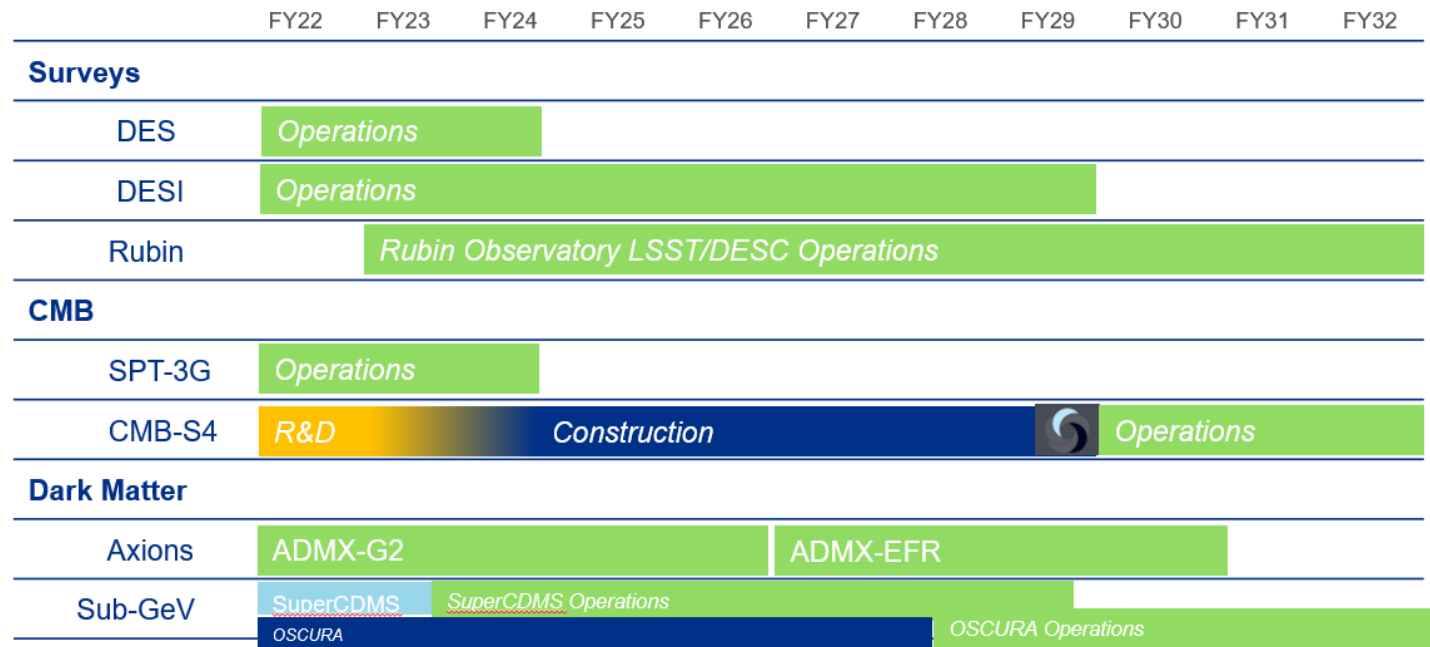 FY22 FY23 FY24 FY25 FY26 FY27 FY28 FY29 FY30 FY31 FY32
Surveys
DES Operations
DESI Operations
Rubin Rubin Observatory LSST/DESC Operations
CMB
SPT-3G Operations
CMB-S4 R&D Construction Operations
Dark Matter
Axions ADMX-G2 ADMX-EFR
Sub-GeV SuperCDMS SuperCDMS Operations
OSCURA OSCURA Operations